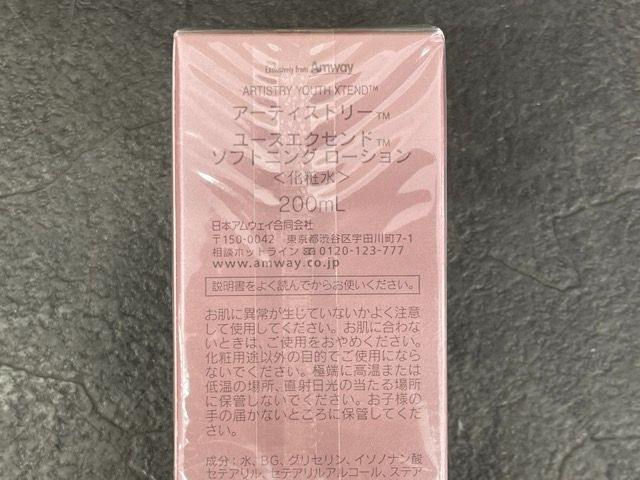 Exclusively from Amway
ARTISTRY YOUTH XTEND™
アーティストリー™
ユースエクセンド™
ソフトニング ローション
＜化粧水＞
200mL
日本アムウェイ合同会社
〒150-0042 東京都渋谷区宇田川町7-1
相談ホットライン 0120-123-777
www.amway.co.jp
説明書をよく読んでからお使いください。
お肌に異常が生じていないかよく注意
して使用してください。お肌に合わな
いときは、ご使用をおやめください。
化粧用途以外の目的でご使用になら
ないでください。極端に高温または
低温の場所、直射日光の当たる場所
に保管しないでください。お子様の
手の届かないところに保管してくだ
さい。
成分：水、BG、グリセリン、イソノナン酸
セテアリル、セテアリルアルコール、ステア